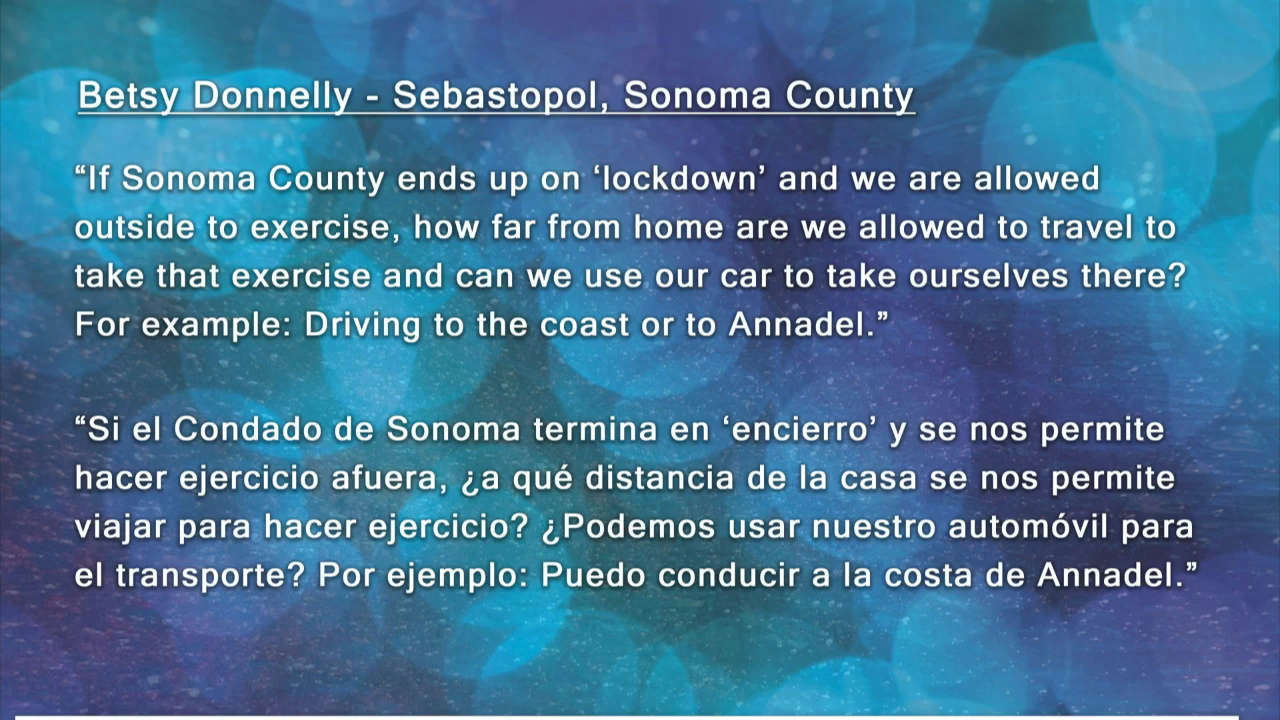 Betsy Donnelly - Sebastopol, Sonoma County
“If Sonoma County ends up on ‘lockdown’ and we are allowed
outside to exercise, how far from home are we allowed to travel to
take that exercise and can we use our car to take ourselves there?
For example: Driving to the coast or to Annadel.”
“Si el Condado de Sonoma termina en ‘encierro’ y se nos permite
hacer ejercicio afuera, ¿a qué distancia de la casa se nos permite
viajar para hacer ejercicio? ¿Podemos usar nuestro automóvil para
el transporte? Por ejemplo: Puedo conducir a la costa de Annadel.”